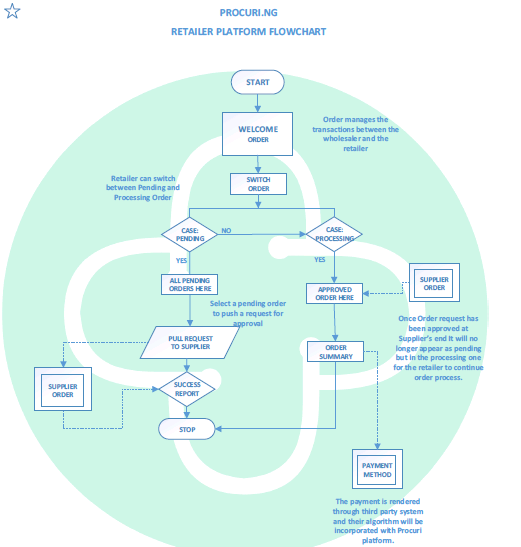 PROCURI.NG
RETAILER PLATFORM FLOWCHART
START
WELCOME
ORDER
Order manages the
transactions between the
wholesaler and the
retailer
SWITCH
ORDER
Retailer can switch
between Pending and
Processing Order
CASE:
PENDING
NO
CASE:
PROCESSING
YES
YES
ALL PENDING
ORDERS HERE
APPROVED
ORDER HERE
SUPPLIER
ORDER
Select a pending order
to push a request for
approval
Once Order request has
been approved at
Supplier's end it will no
longer appear as pending
but in the processing one
for the retailer to continue
order process.
PULL REQUEST
TO SUPPLIER
ORDER
SUMMARY
SUPPLIER
ORDER
SUCCESS
REPORT
STOP
PAYMENT
METHOD
The payment is rendered
through third party system
and their algorithm will be
incorporated with Procuri
platform.